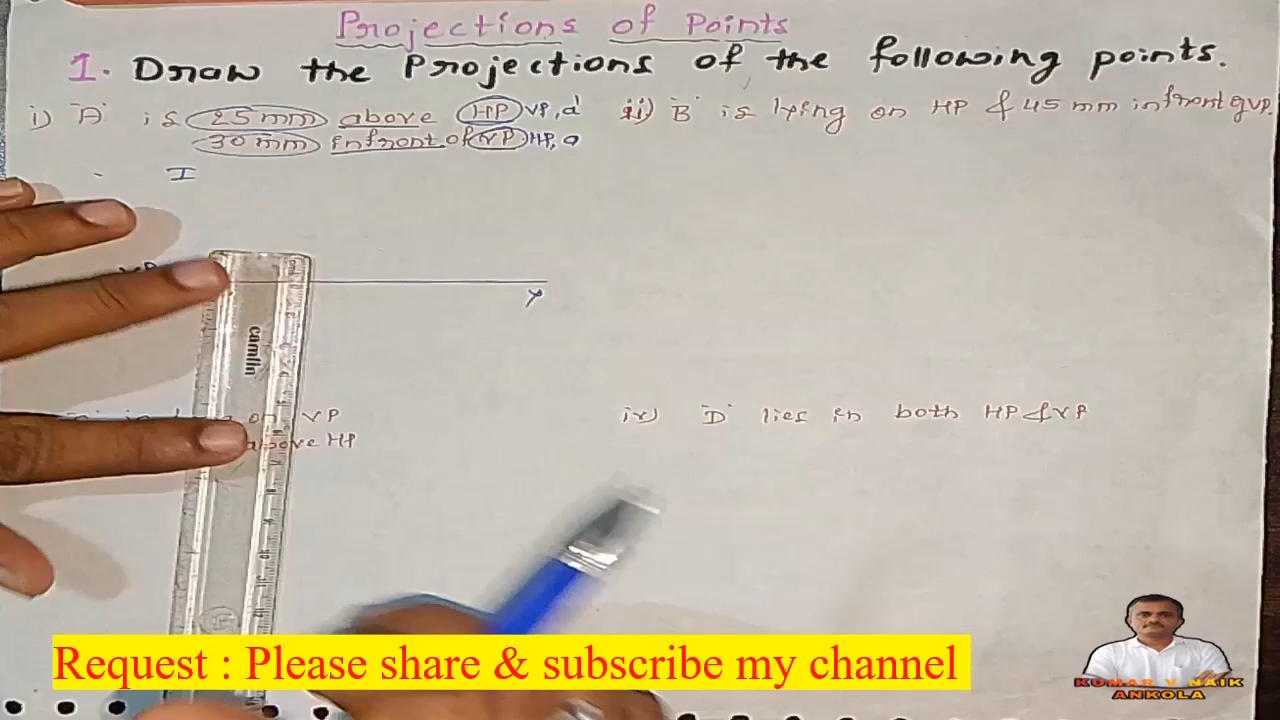 Projections of Points
1. Draw the Projections of the following points.
i) 'A' is 25 mm above HP VP, a'
30 mm infront of VP HP, a
ii) 'B' is lying on HP & 45 mm infront of VP.
I
VP
Y
camlin
on VP
above HP
iv) 'D' lies in both HP & VP
Request : Please share & subscribe my channel
KUMAR V NAIK
ANKOLA